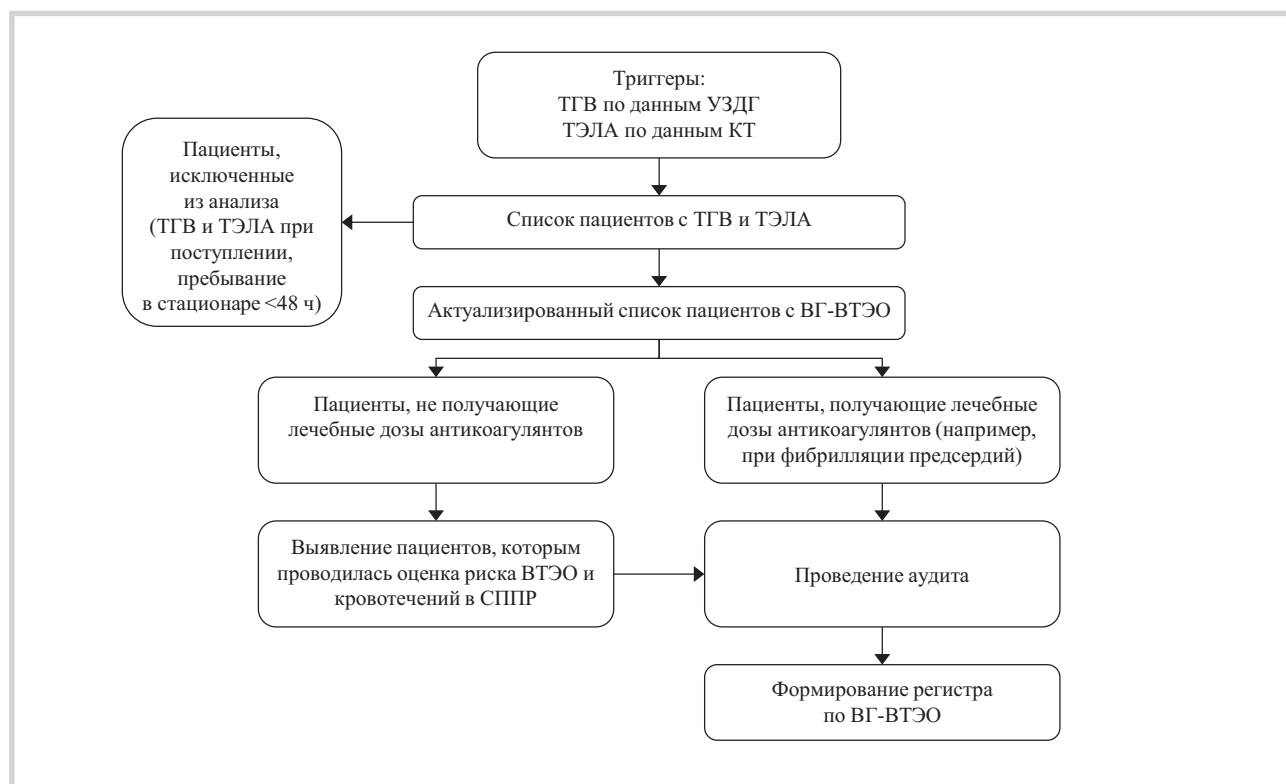 Триггеры:
ТГВ по данным УЗДГ
ТЭЛА по данным КТ
Пациенты,
исключенные
из анализа
(ТГВ и ТЭЛА при
поступлении,
пребывание
в стационаре <48 ч)
Список пациентов с ТГВ и ТЭЛА
Актуализированный список пациентов с ВГ-ВТЭО
Пациенты, не получающие
лечебные дозы антикоагулянтов
Пациенты, получающие лечебные
дозы антикоагулянтов (например,
при фибрилляции предсердий)
Выявление пациентов, которым
проводилась оценка риска ВТЭО и
кровотечений в СППР
Проведение аудита
Формирование регистра
по ВГ-ВТЭО